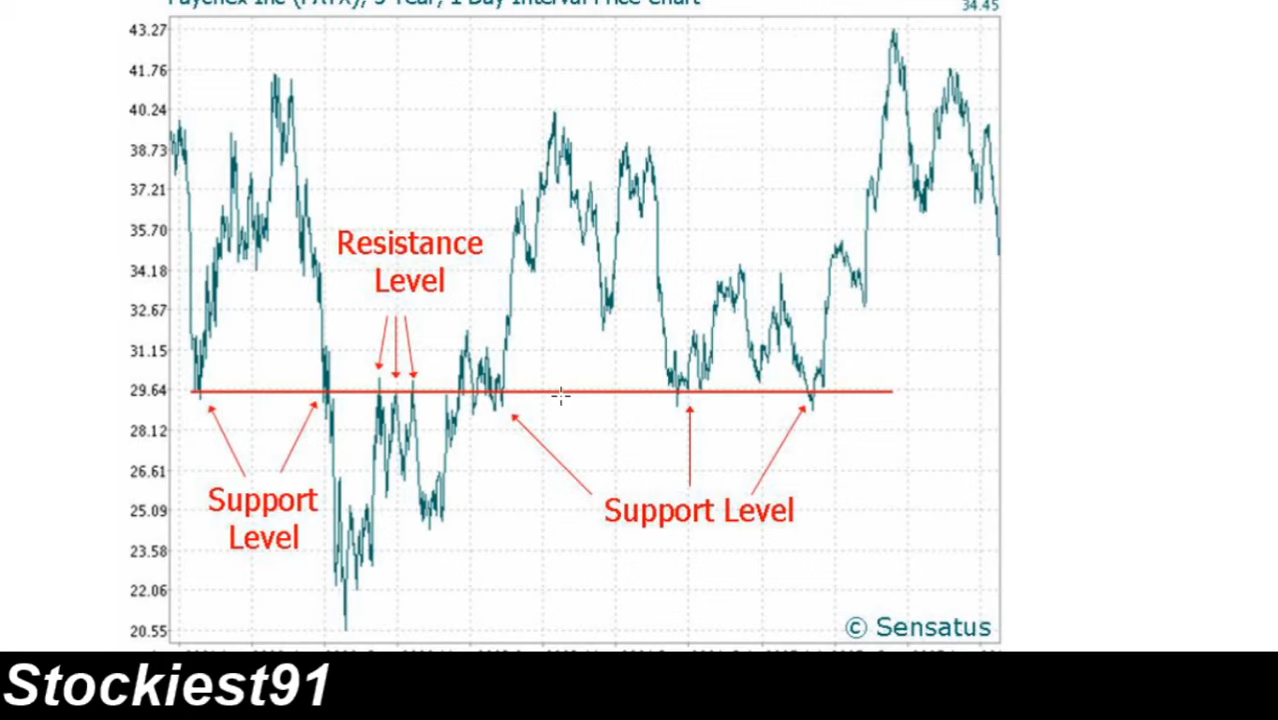 34.45
43.27
41.76
40.24
38.73
37.21
35.70
34.18
32.67
31.15
29.64
28.12
26.61
25.09
23.58
22.06
20.55
Resistance
Level
Support
Level
Support Level
© Sensatus
Stockiest91